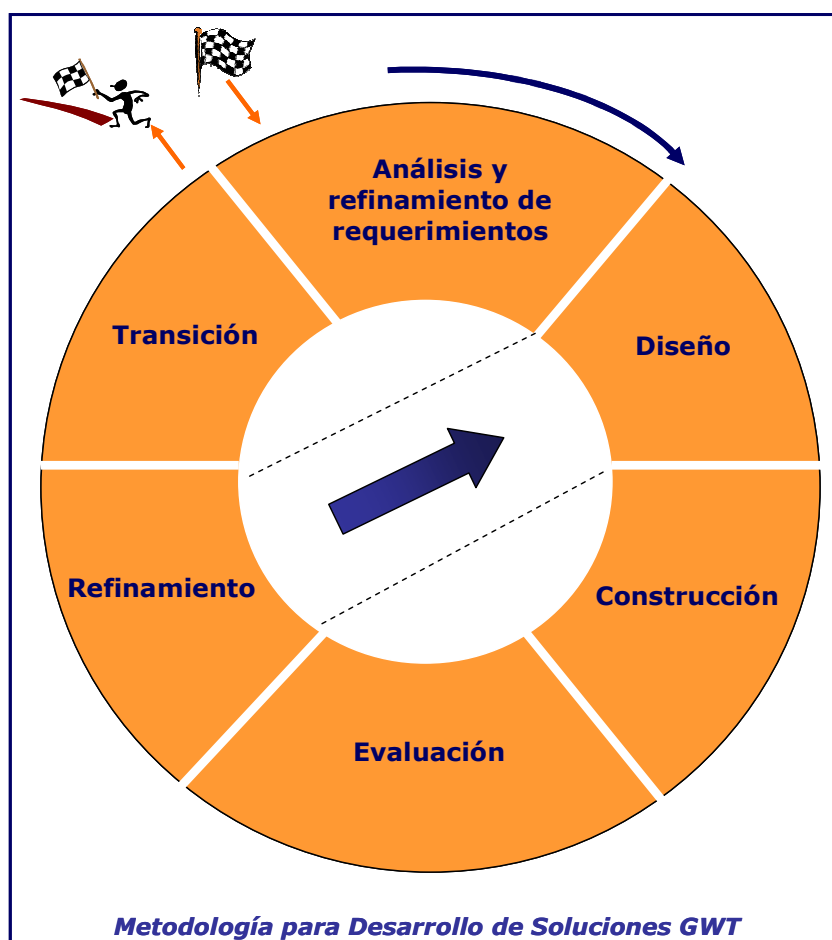 Análisis y
refinamiento de
requerimientos
Diseño
Construcción
Evaluación
Refinamiento
Transición
Metodología para Desarrollo de Soluciones GWT